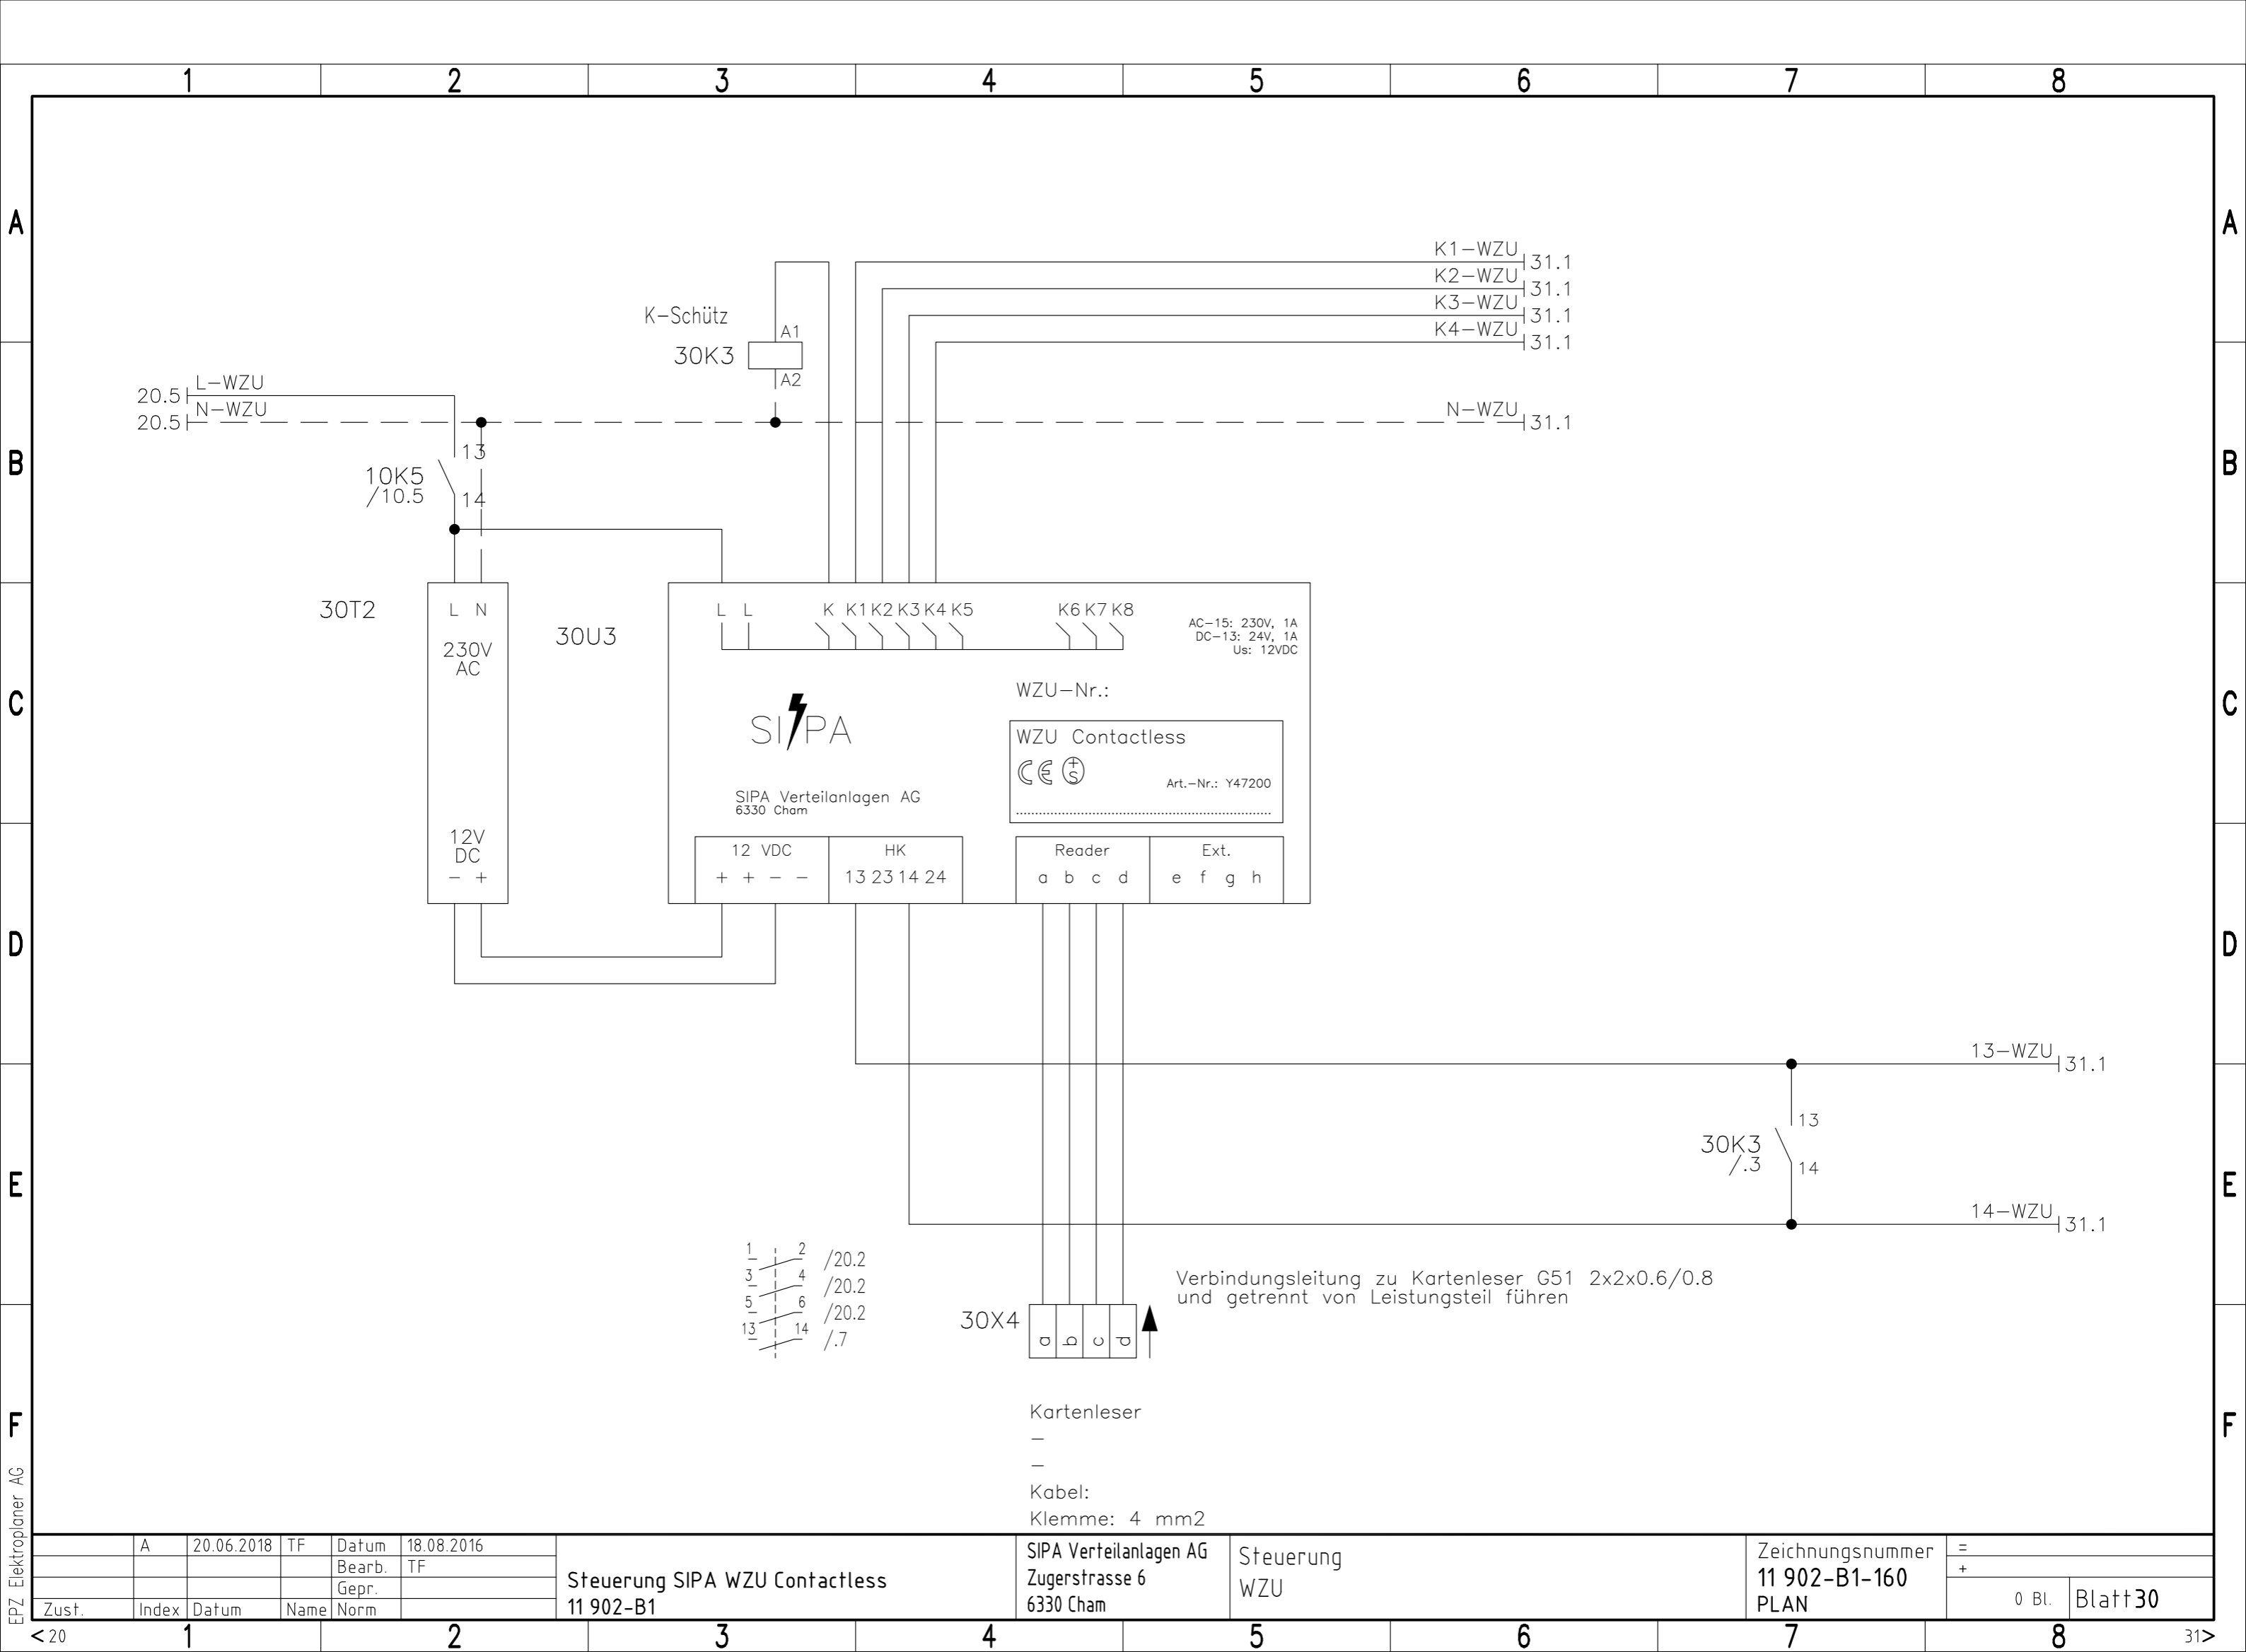 1 2 3 4 5 6 7 8
A A
K1-WZU 31.1
K2-WZU 31.1
K3-WZU 31.1
K4-WZU 31.1
K-Schütz
A1
30K3
A2
20.5 L-WZU
20.5 N-WZU
N-WZU 31.1
B B
13
10K5
/10.5
14
30T2
L N
230V
AC
12V
DC
- +
30U3
L L K K1 K2 K3 K4 K5 K6 K7 K8
AC-15: 230V, 1A
DC-13: 24V, 1A
Us: 12VDC
C C
WZU-Nr.:
SIPA
WZU Contactless
CE +S
Art.-Nr.: Y47200
SIPA Verteilanlagen AG
6330 Cham
12 VDC HK Reader Ext.
+ + - - 13 23 14 24 a b c d e f g h
D D
13-WZU 31.1
13
30K3
/.3
14
E E
14-WZU 31.1
1 2 /20.2
3 4 /20.2
5 6 /20.2
13 14 /.7
Verbindungsleitung zu Kartenleser G51 2x2x0.6/0.8
und getrennt von Leistungsteil führen
30X4
a b c d
F F
Kartenleser
-
-
Kabel:
Klemme: 4 mm2
EPZ Elektroplaner AG
A 20.06.2018 TF Datum 18.08.2016
Bearb. TF
Gepr.
Zust. Index Datum Name Norm
Steuerung SIPA WZU Contactless
11 902-B1
SIPA Verteilanlagen AG
Zugerstrasse 6
6330 Cham
Steuerung
WZU
Zeichnungsnummer
11 902-B1-160
PLAN
=
+
0 Bl. Blatt 30
<20 1 2 3 4 5 6 7 8 31>